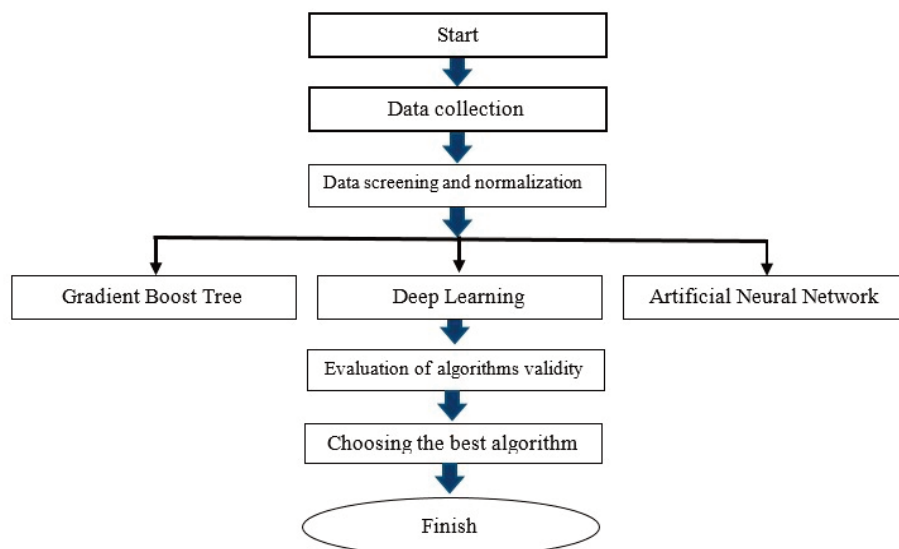 Start
Data collection
Data screening and normalization
Gradient Boost Tree
Deep Learning
Artificial Neural Network
Evaluation of algorithms validity
Choosing the best algorithm
Finish